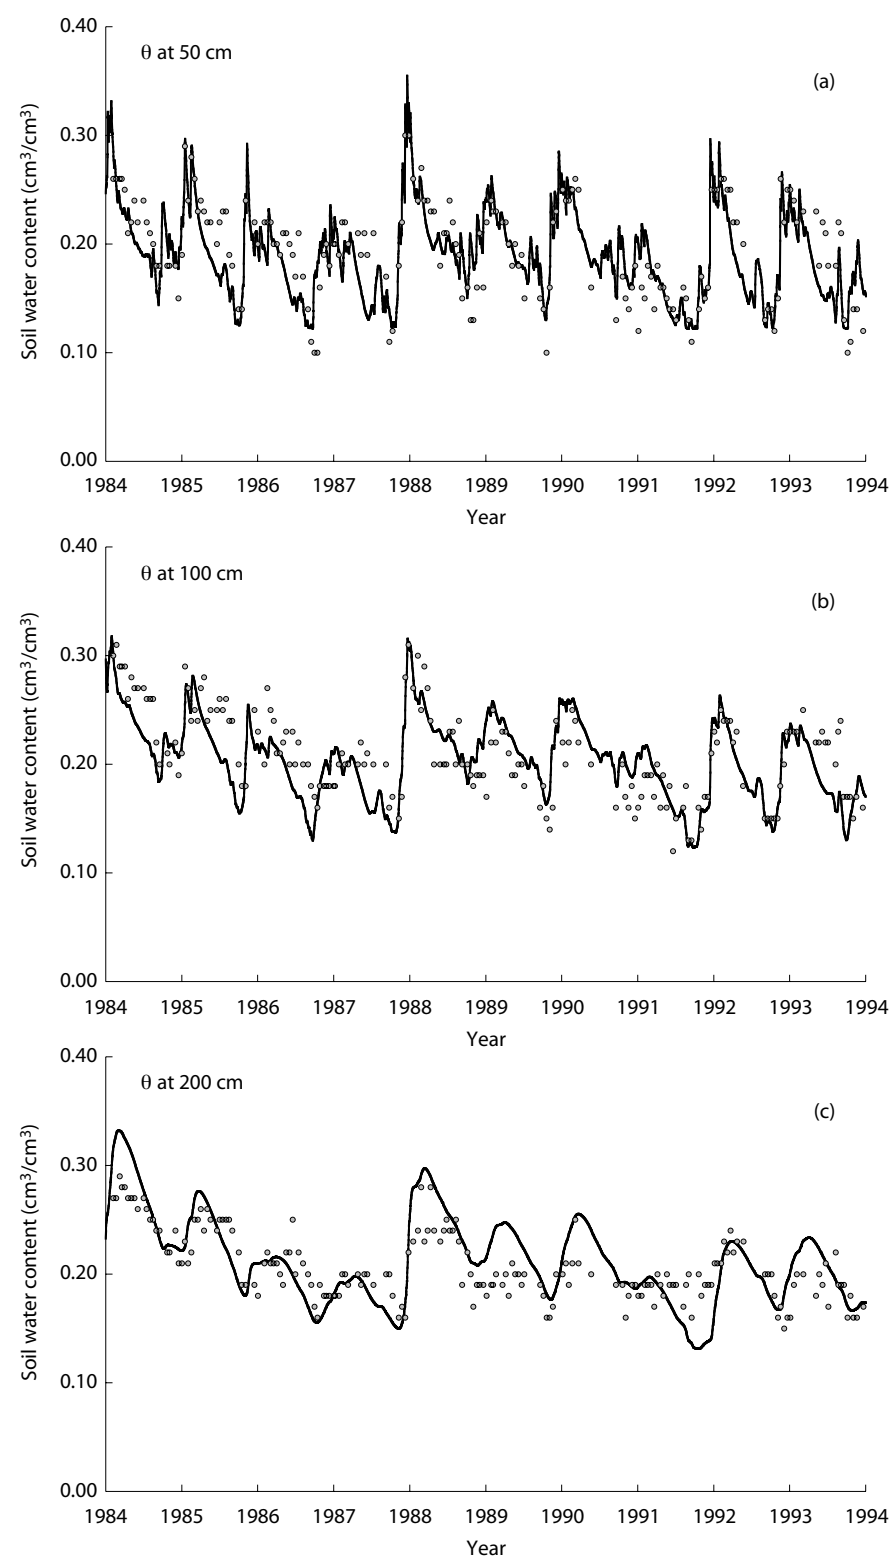 0.40
θ at 50 cm
(a)
0.30
Soil water content (cm³/cm³)
0.20
0.10
0.00
1984 1985 1986 1987 1988 1989 1990 1991 1992 1993 1994
Year
0.40
θ at 100 cm
(b)
0.30
Soil water content (cm³/cm³)
0.20
0.10
0.00
1984 1985 1986 1987 1988 1989 1990 1991 1992 1993 1994
Year
0.40
θ at 200 cm
(c)
0.30
Soil water content (cm³/cm³)
0.20
0.10
0.00
1984 1985 1986 1987 1988 1989 1990 1991 1992 1993 1994
Year